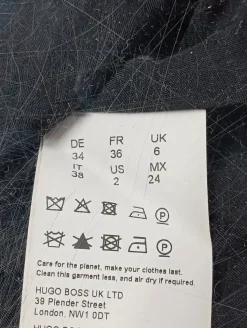 DE FR UK
34 36 6
IT US MX
38 2 24
P
P
Care for the planet, make your clothes last.
Clean this garment less, and air dry if required.
HUGO BOSS UK LTD
39 Plender Street
London, NW1 0DT
HUGO BOSS